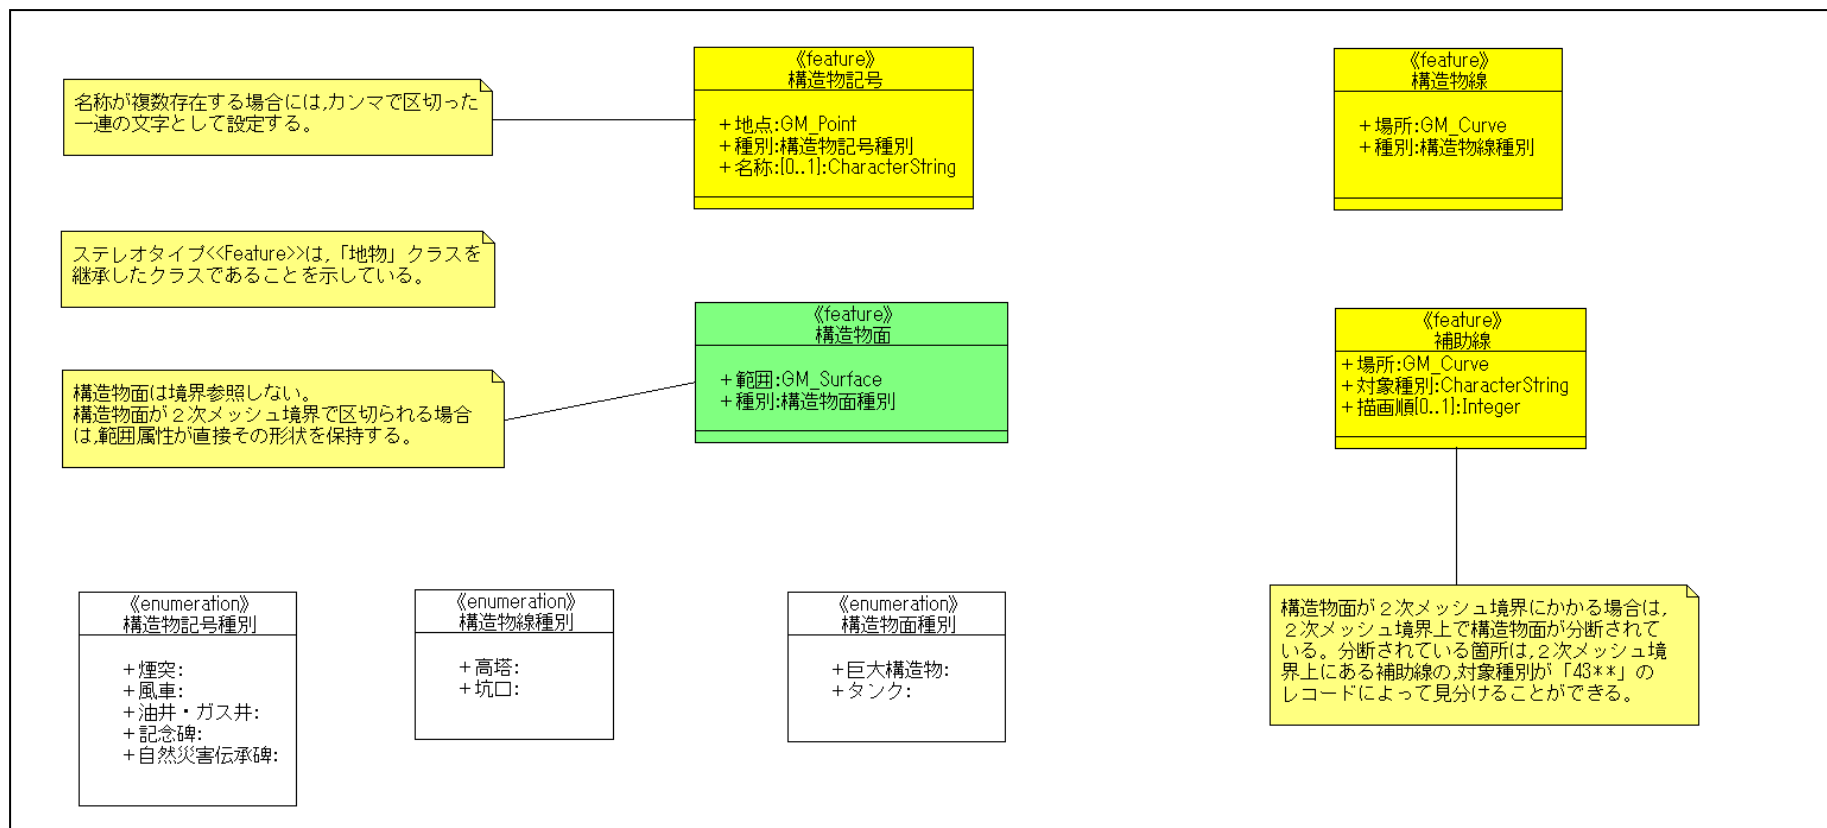 《feature》
構造物記号
+地点:GM_Point
+種別:構造物記号種別
+名称:[0..1]:CharacterString
《feature》
構造物線
+場所:GM_Curve
+種別:構造物線種別
名称が複数存在する場合には,カンマで区切った
一連の文字として設定する。
ステレオタイプ<<Feature>>は,「地物」クラスを
継承したクラスであることを示している。
《feature》
構造物面
+範囲:GM_Surface
+種別:構造物面種別
《feature》
補助線
+場所:GM_Curve
+対象種別:CharacterString
+描画順[0..1]:Integer
構造物面は境界参照しない。
構造物面が２次メッシュ境界で区切られる場合
は,範囲属性が直接その形状を保持する。
《enumeration》
構造物記号種別
+煙突:
+風車:
+油井・ガス井:
+記念碑:
+自然災害伝承碑:
《enumeration》
構造物線種別
+高塔:
+坑口:
《enumeration》
構造物面種別
+巨大構造物:
+タンク:
構造物面が２次メッシュ境界にかかる場合は,
２次メッシュ境界上で構造物面が分断されて
いる。分断されている箇所は,２次メッシュ境
界上にある補助線の,対象種別が「43**」の
レコードによって見分けることができる。